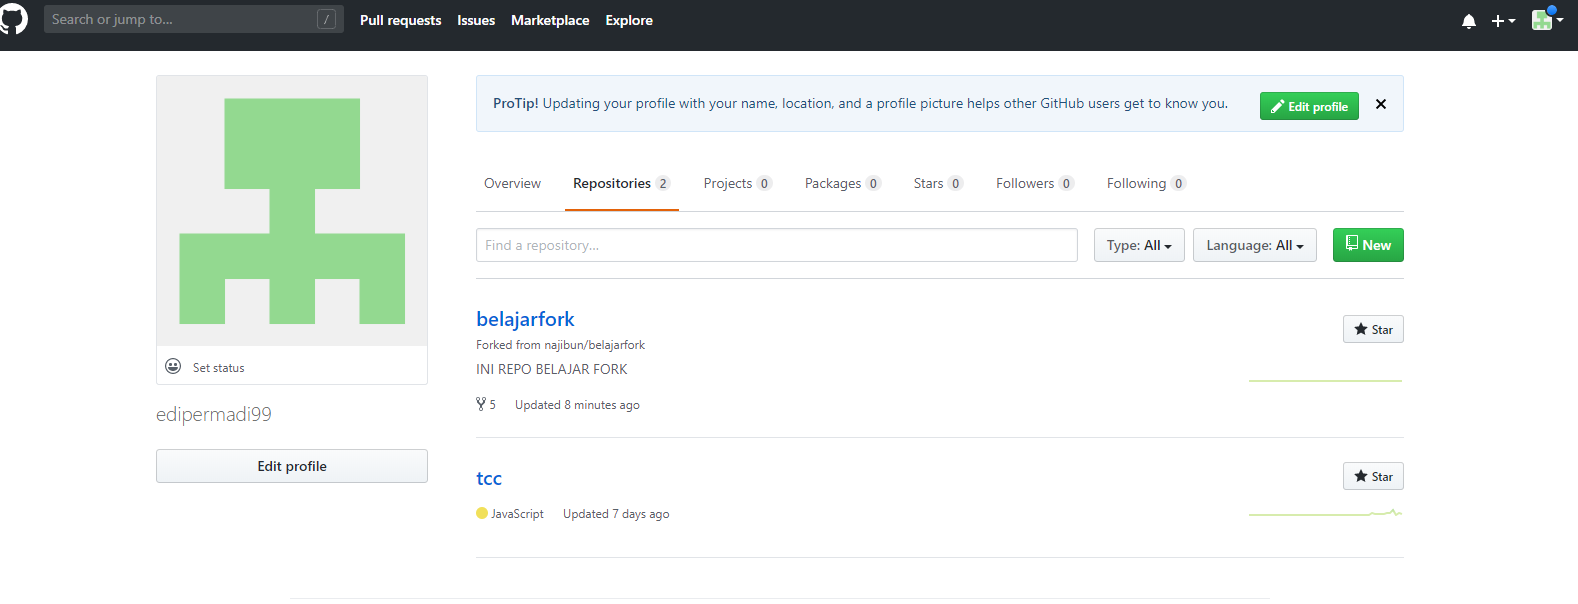 Search or jump to... /
Pull requests Issues Marketplace Explore
ProTip! Updating your profile with your name, location, and a profile picture helps other GitHub users get to know you.
Edit profile
Overview Repositories 2 Projects 0 Packages 0 Stars 0 Followers 0 Following 0
Find a repository...
Type: All
Language: All
New
belajarfork
Star
Forked from najibun/belajarfork
INI REPO BELAJAR FORK
5 Updated 8 minutes ago
Set status
edipermadi99
Edit profile
tcc
Star
JavaScript Updated 7 days ago